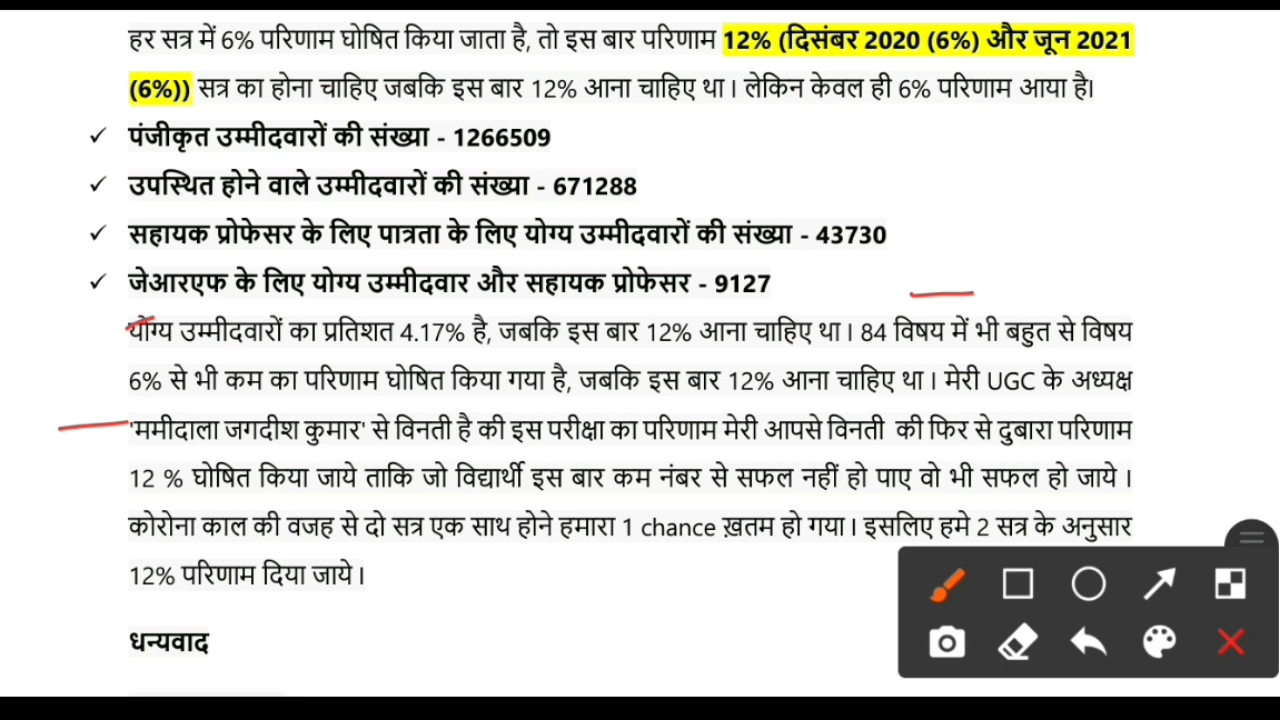 हर सत्र में 6% परिणाम घोषित किया जाता है, तो इस बार परिणाम 12% (दिसंबर 2020 (6%) और जून 2021
(6%)) सत्र का होना चाहिए जबकि इस बार 12% आना चाहिए था। लेकिन केवल ही 6% परिणाम आया है।
✓ पंजीकृत उम्मीदवारों की संख्या - 1266509
✓ उपस्थित होने वाले उम्मीदवारों की संख्या - 671288
✓ सहायक प्रोफेसर के लिए पात्रता के लिए योग्य उम्मीदवारों की संख्या - 43730
✓ जेआरएफ के लिए योग्य उम्मीदवार और सहायक प्रोफेसर - 9127
योग्य उम्मीदवारों का प्रतिशत 4.17% है, जबकि इस बार 12% आना चाहिए था। 84 विषय में भी बहुत से विषय
6% से भी कम का परिणाम घोषित किया गया है, जबकि इस बार 12% आना चाहिए था। मेरी UGC के अध्यक्ष
'ममीदाला जगदीश कुमार' से विनती है की इस परीक्षा का परिणाम मेरी आपसे विनती की फिर से दुबारा परिणाम
12 % घोषित किया जाये ताकि जो विद्यार्थी इस बार कम नंबर से सफल नहीं हो पाए वो भी सफल हो जाये।
कोरोना काल की वजह से दो सत्र एक साथ होने हमारा 1 chance ख़तम हो गया। इसलिए हमे 2 सत्र के अनुसार
12% परिणाम दिया जाये।
धन्यवाद